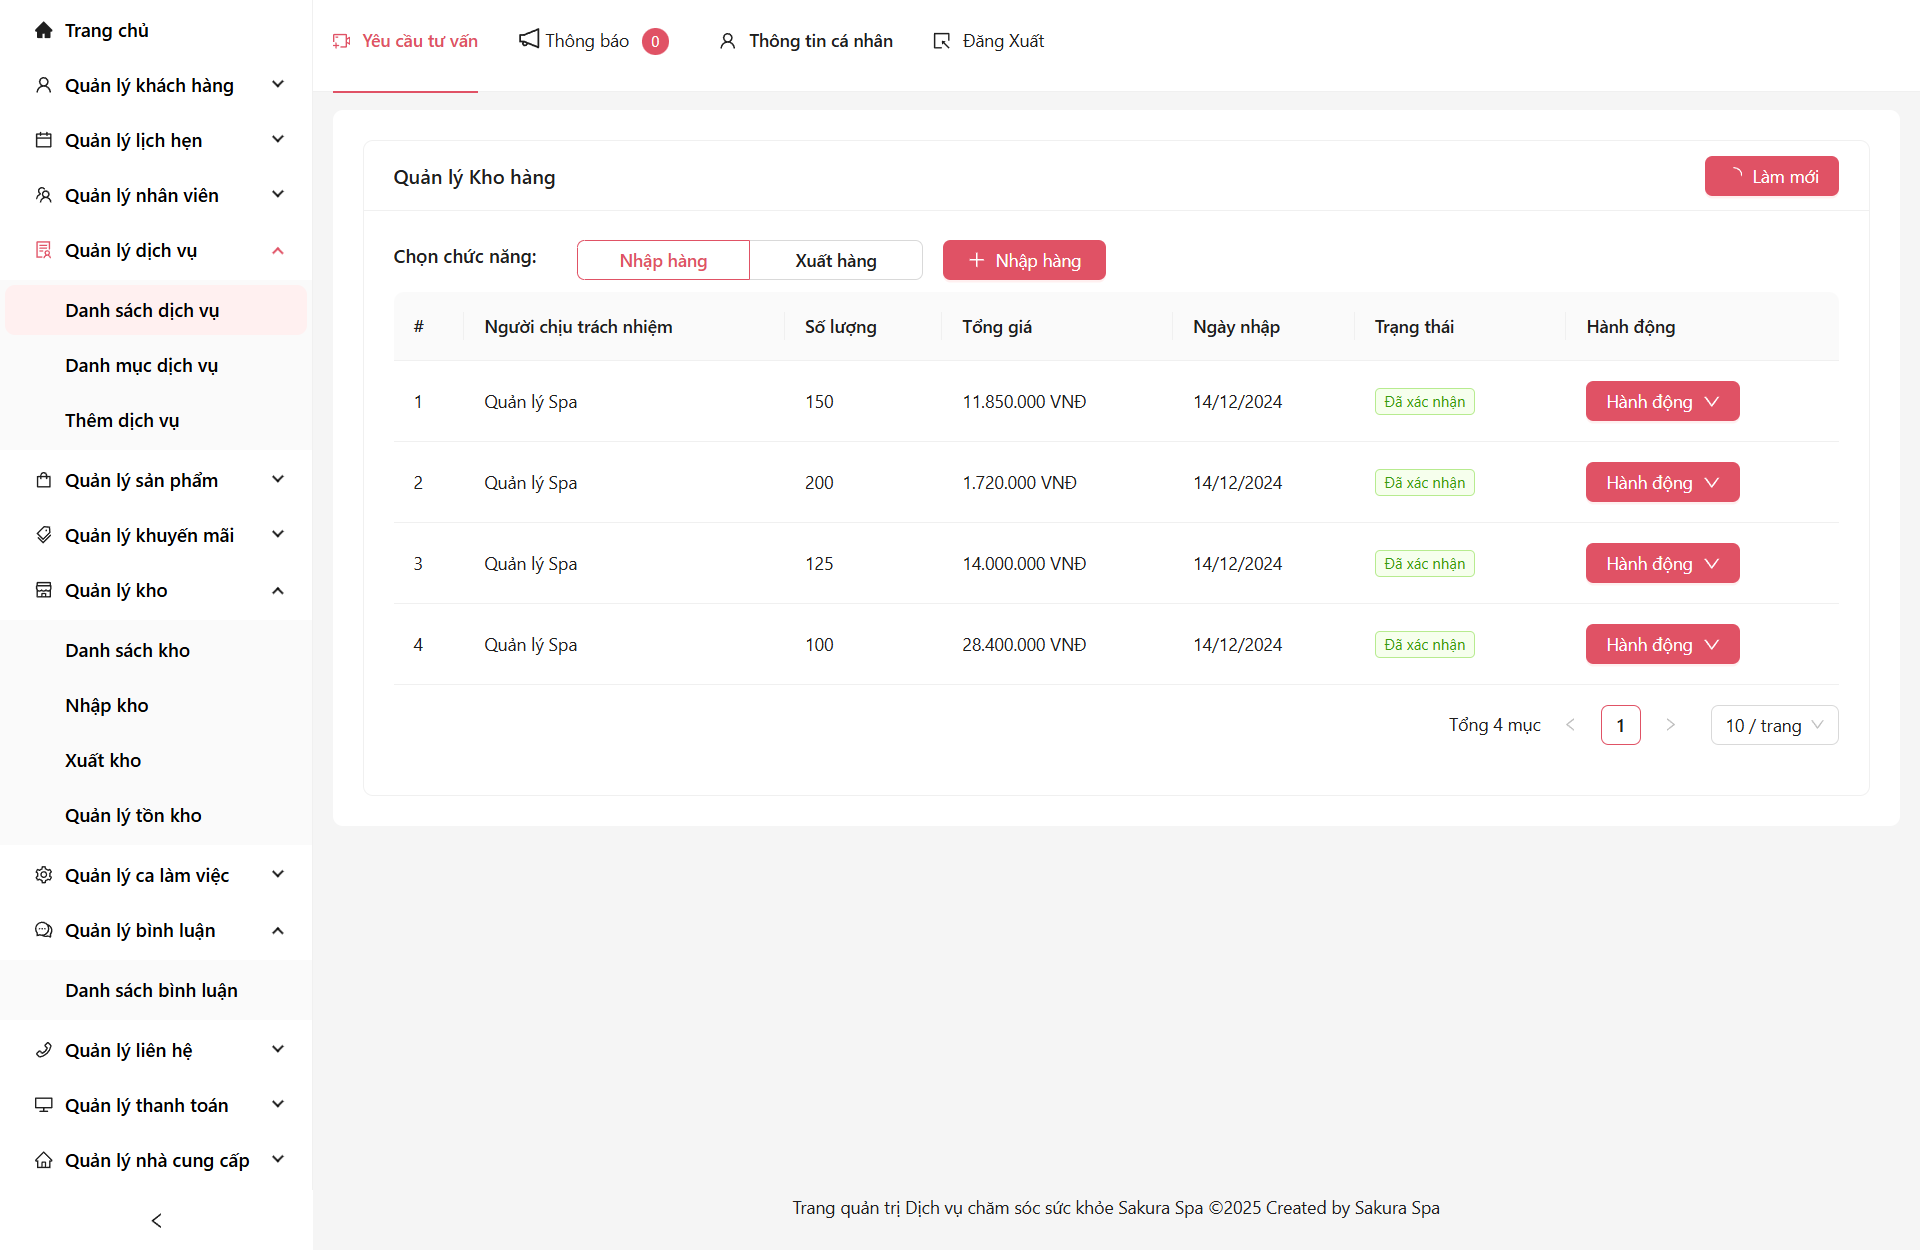 Trang chủ
Quản lý khách hàng
Quản lý lịch hẹn
Quản lý nhân viên
Quản lý dịch vụ
Danh sách dịch vụ
Danh mục dịch vụ
Thêm dịch vụ
Quản lý sản phẩm
Quản lý khuyến mãi
Quản lý kho
Danh sách kho
Nhập kho
Xuất kho
Quản lý tồn kho
Quản lý ca làm việc
Quản lý bình luận
Danh sách bình luận
Quản lý liên hệ
Quản lý thanh toán
Quản lý nhà cung cấp
Yêu cầu tư vấn Thông báo 0 Thông tin cá nhân Đăng Xuất
Quản lý Kho hàng Làm mới
Chọn chức năng: Nhập hàng Xuất hàng + Nhập hàng
# Người chịu trách nhiệm Số lượng Tổng giá Ngày nhập Trạng thái Hành động
1 Quản lý Spa 150 11.850.000 VNĐ 14/12/2024 Đã xác nhận Hành động
2 Quản lý Spa 200 1.720.000 VNĐ 14/12/2024 Đã xác nhận Hành động
3 Quản lý Spa 125 14.000.000 VNĐ 14/12/2024 Đã xác nhận Hành động
4 Quản lý Spa 100 28.400.000 VNĐ 14/12/2024 Đã xác nhận Hành động
Tổng 4 mục < 1 > 10 / trang
Trang quản trị Dịch vụ chăm sóc sức khỏe Sakura Spa ©2025 Created by Sakura Spa